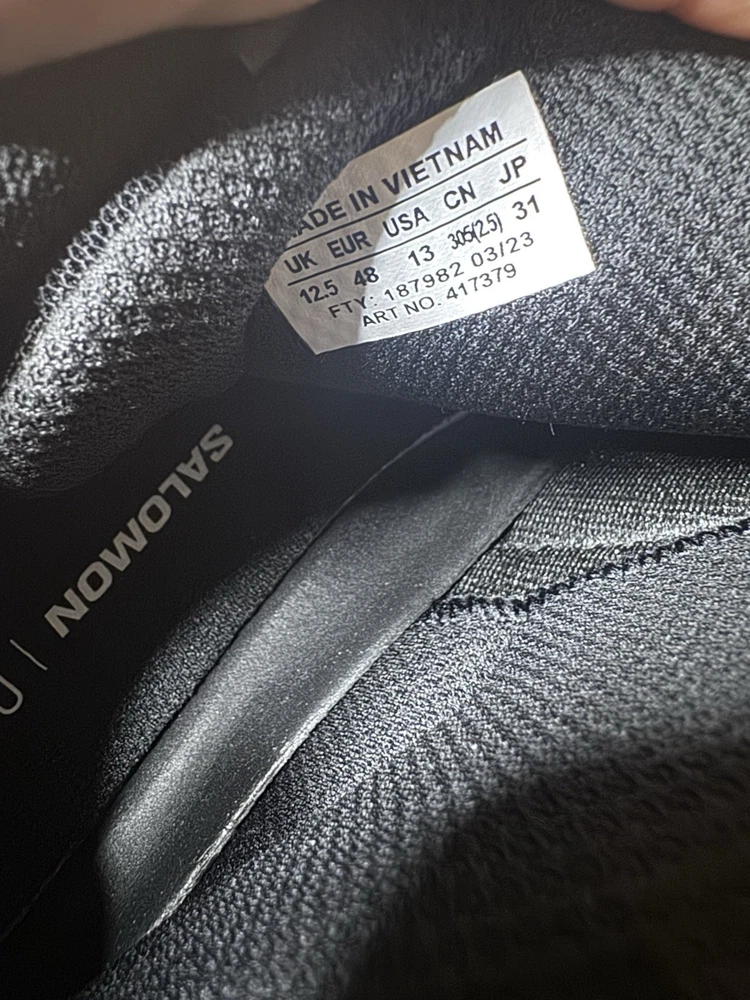 ADE IN VIETNAM
UK EUR USA CN JP
12.5 48 13 305(2.5) 31
FTY: 187982 03/23
ART NO. 417379
SALOMON |